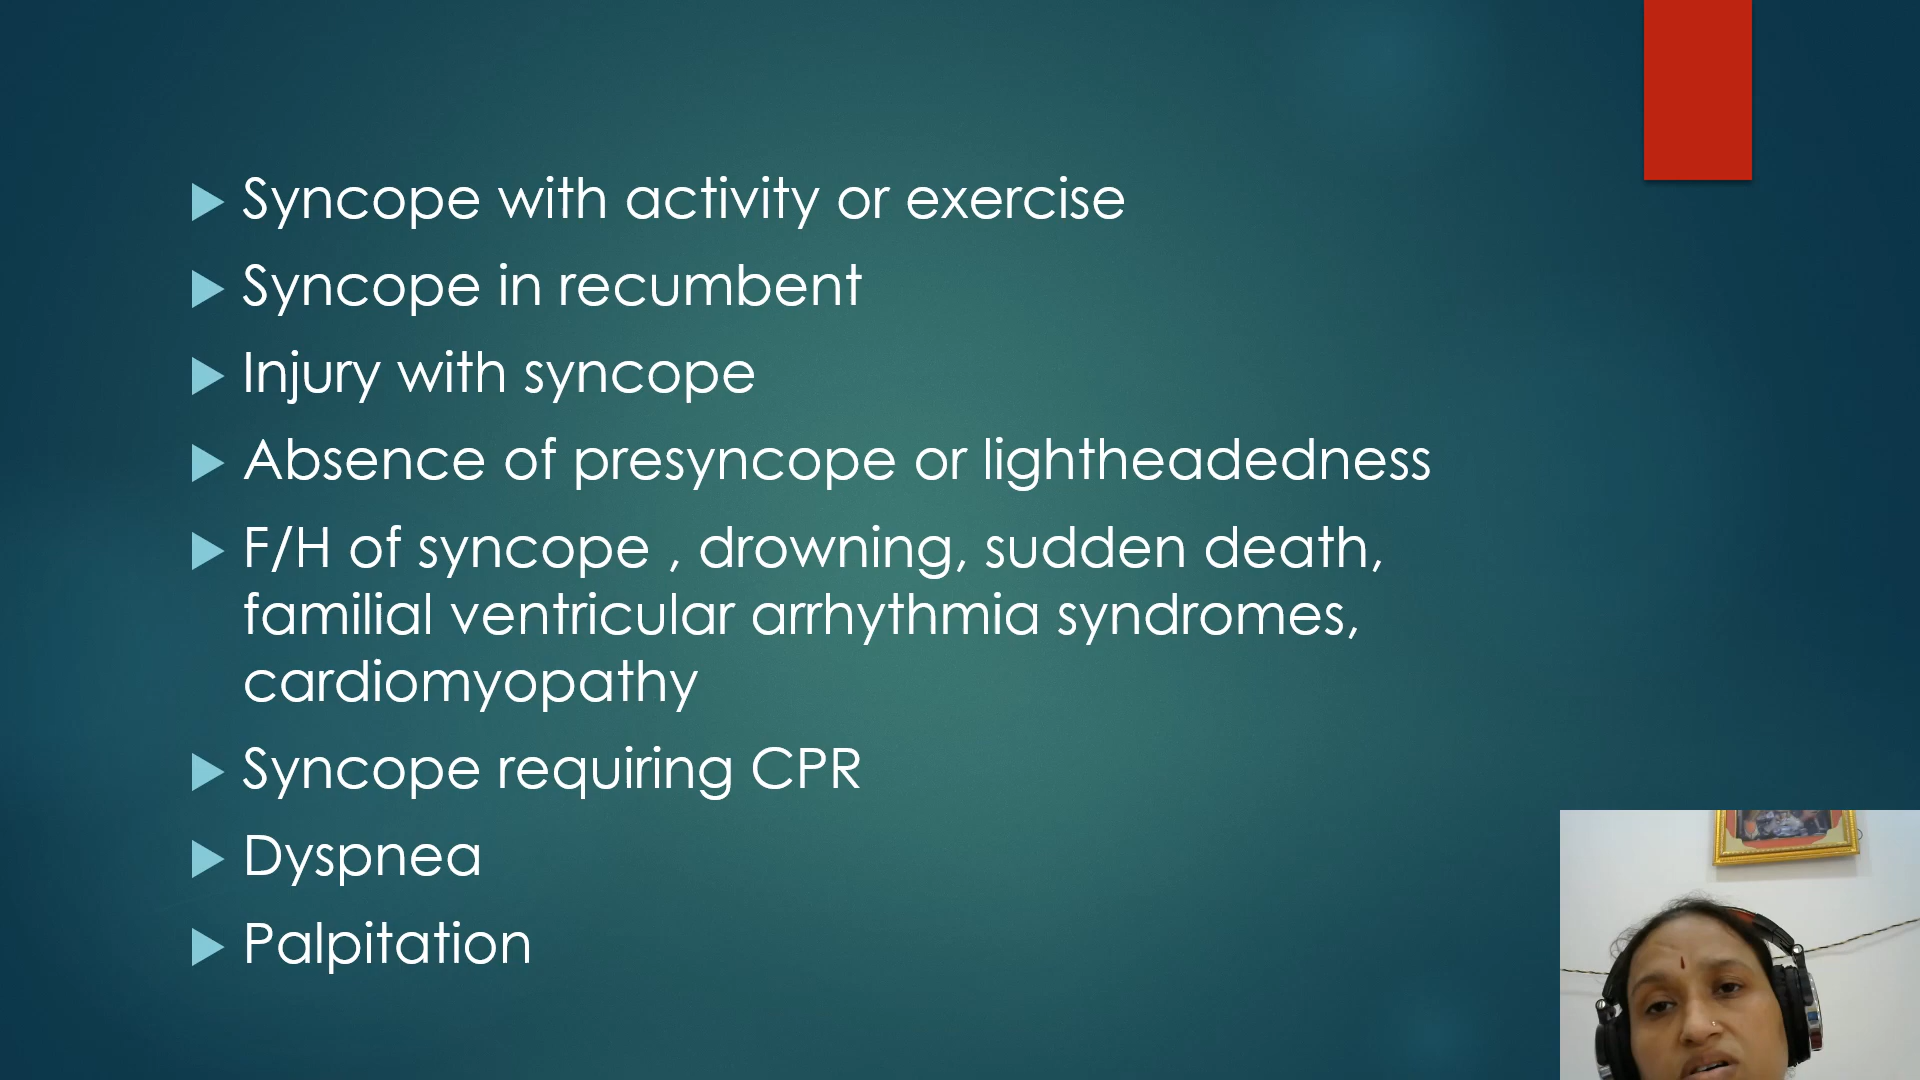 Syncope with activity or exercise
Syncope in recumbent
Injury with syncope
Absence of presyncope or lightheadedness
F/H of syncope , drowning, sudden death,
familial ventricular arrhythmia syndromes,
cardiomyopathy
Syncope requiring CPR
Dyspnea
Palpitation